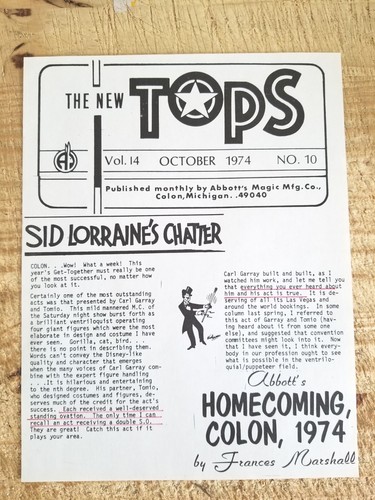 THE NEW TOPS
Vol. 14 OCTOBER 1974 NO. 10
Published monthly by Abbott's Magic Mfg. Co.,
Colon, Michigan. .49040
SID LORRAINE'S CHATTER
COLON. . .Wow! What a week! This
year's Get-Together must really be one
of the most successful, no matter how
you look at it.
Certainly one of the most outstanding
acts was that presented by Carl Garray
and Tomio. This mild manered M.C. of
the Saturday night show burst forth as
a brilliant ventriloquist operating
four giant figures which were the most
elaborate in design and costume I have
ever seen. Gorilla, cat, bird. . .
there is no point in describing them.
Words can't convey the Disney-like
quality and character that emerges
when the many voices of Carl Garray com-
bine with the expert figure handling
. . .It is hilarious and entertaining
to the nth degree. His partner, Tomio,
who designed costumes and figures, de-
serves much of the credit for the act's
success. Each received a well-deserved
standing ovation. The only time I can
recall an act receiving a double S.O.
They are great! Catch this act if it
plays your area.
Carl Garray built and built, as I
watched him work, and let me tell you
that everything you ever heard about
him and his act is true. It is de-
serving of all its Las Vegas and
around the world bookings. In some
column last spring, I referred to
this act of Garray and Tomio (hav-
ing heard about it from some one
else), and suggested that convention
committees might look into it. Now
that I have seen it, I think every-
body in our profession ought to see
what is possible in the ventrilo-
quial/puppeteer field.
Abbott's
HOMECOMING,
COLON, 1974
by Frances Marshall